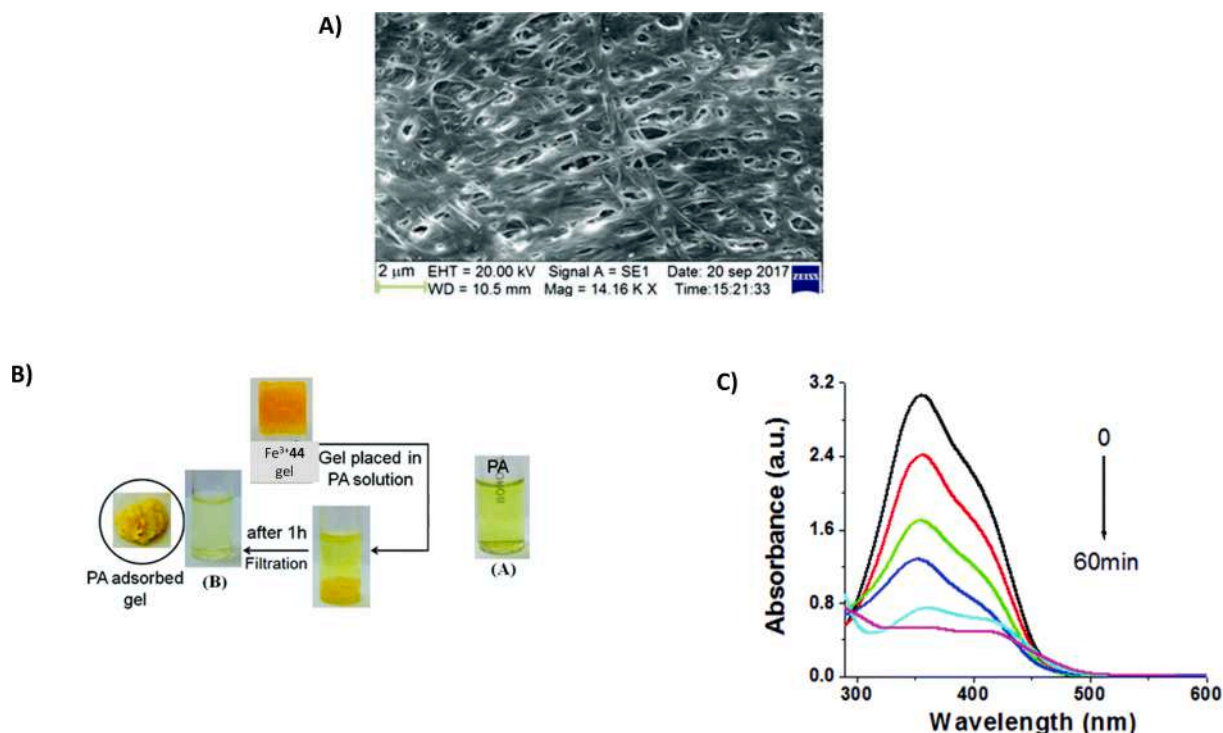 A)
2 μm EHT = 20.00 kV Signal A = SE1 Date: 20 sep 2017
WD = 10.5 mm Mag = 14.16 K X Time:15:21:33
ZEISS
B)
Fe³⁺44
gel
Gel placed in
PA solution
PA
after 1h
Filtration
PA adsorbed
gel
(B)
(A)
C)
Absorbance (a.u.)
3.2
2.4
1.6
0.8
0.0
0
60min
300 400 500 600
Wavelength (nm)